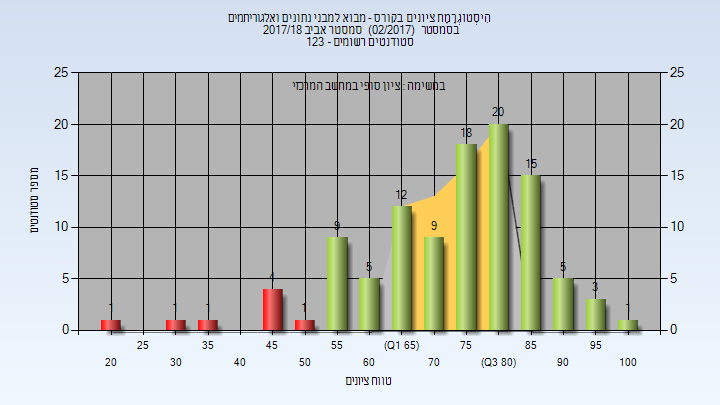 הִיסְטוֹגְרַמַת ציונים בקורס - מבוא למבני נתונים ואלגוריתמים
בסמסטר (02/2017) סמסטר אביב 2017/18
סטודנטים רשומים - 123
במשימה : ציון סופי במחשב המרכזי
מספר סטודנטים
25 25
20 20
15 15
10 10
5 5
0 0
1 1 1 4 1 9 5 12 9 18 20 15 5 3 1
25 35 45 55 (Q1 65) 75 85 95
20 30 40 50 60 70 (Q3 80) 90 100
טווח ציונים